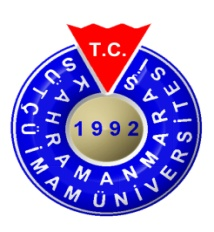 T.C.
KAHRAMANMARAŞ
SÜTÇÜ İMAM ÜNİVERSİTESİ
1992